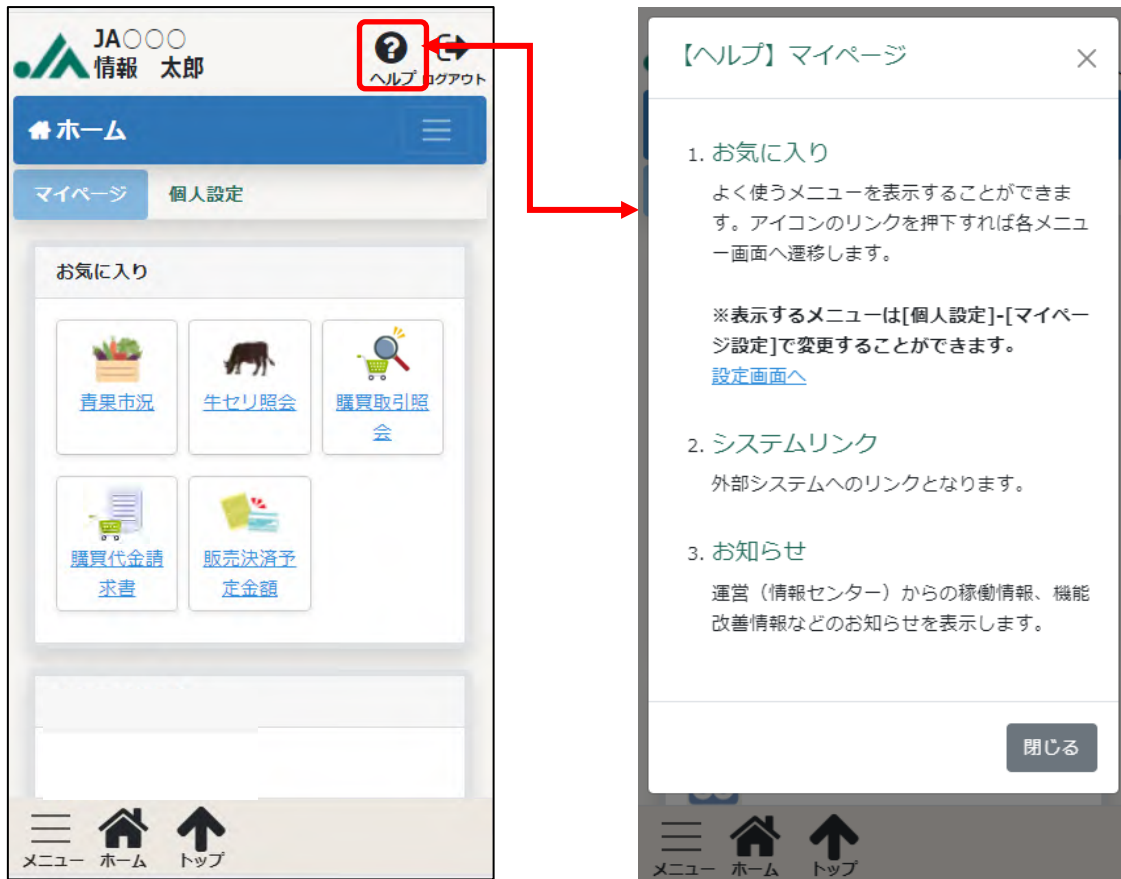 JA○○○
情報 太郎
ヘルプ
ログアウト
ホーム
マイページ
個人設定
お気に入り
青果市況
牛セリ照会
購買取引照
会
購買代金請
求書
販売決済予
定金額
メニュー
ホーム
トップ
【ヘルプ】マイページ
×
1. お気に入り
よく使うメニューを表示することができま
す。アイコンのリンクを押下すれば各メニュ
ー画面へ遷移します。
※表示するメニューは[個人設定]-[マイペー
ジ設定]で変更することができます。
設定画面へ
2. システムリンク
外部システムへのリンクとなります。
3. お知らせ
運営（情報センター）からの稼働情報、機能
改善情報などのお知らせを表示します。
閉じる
メニュー
ホーム
トップ